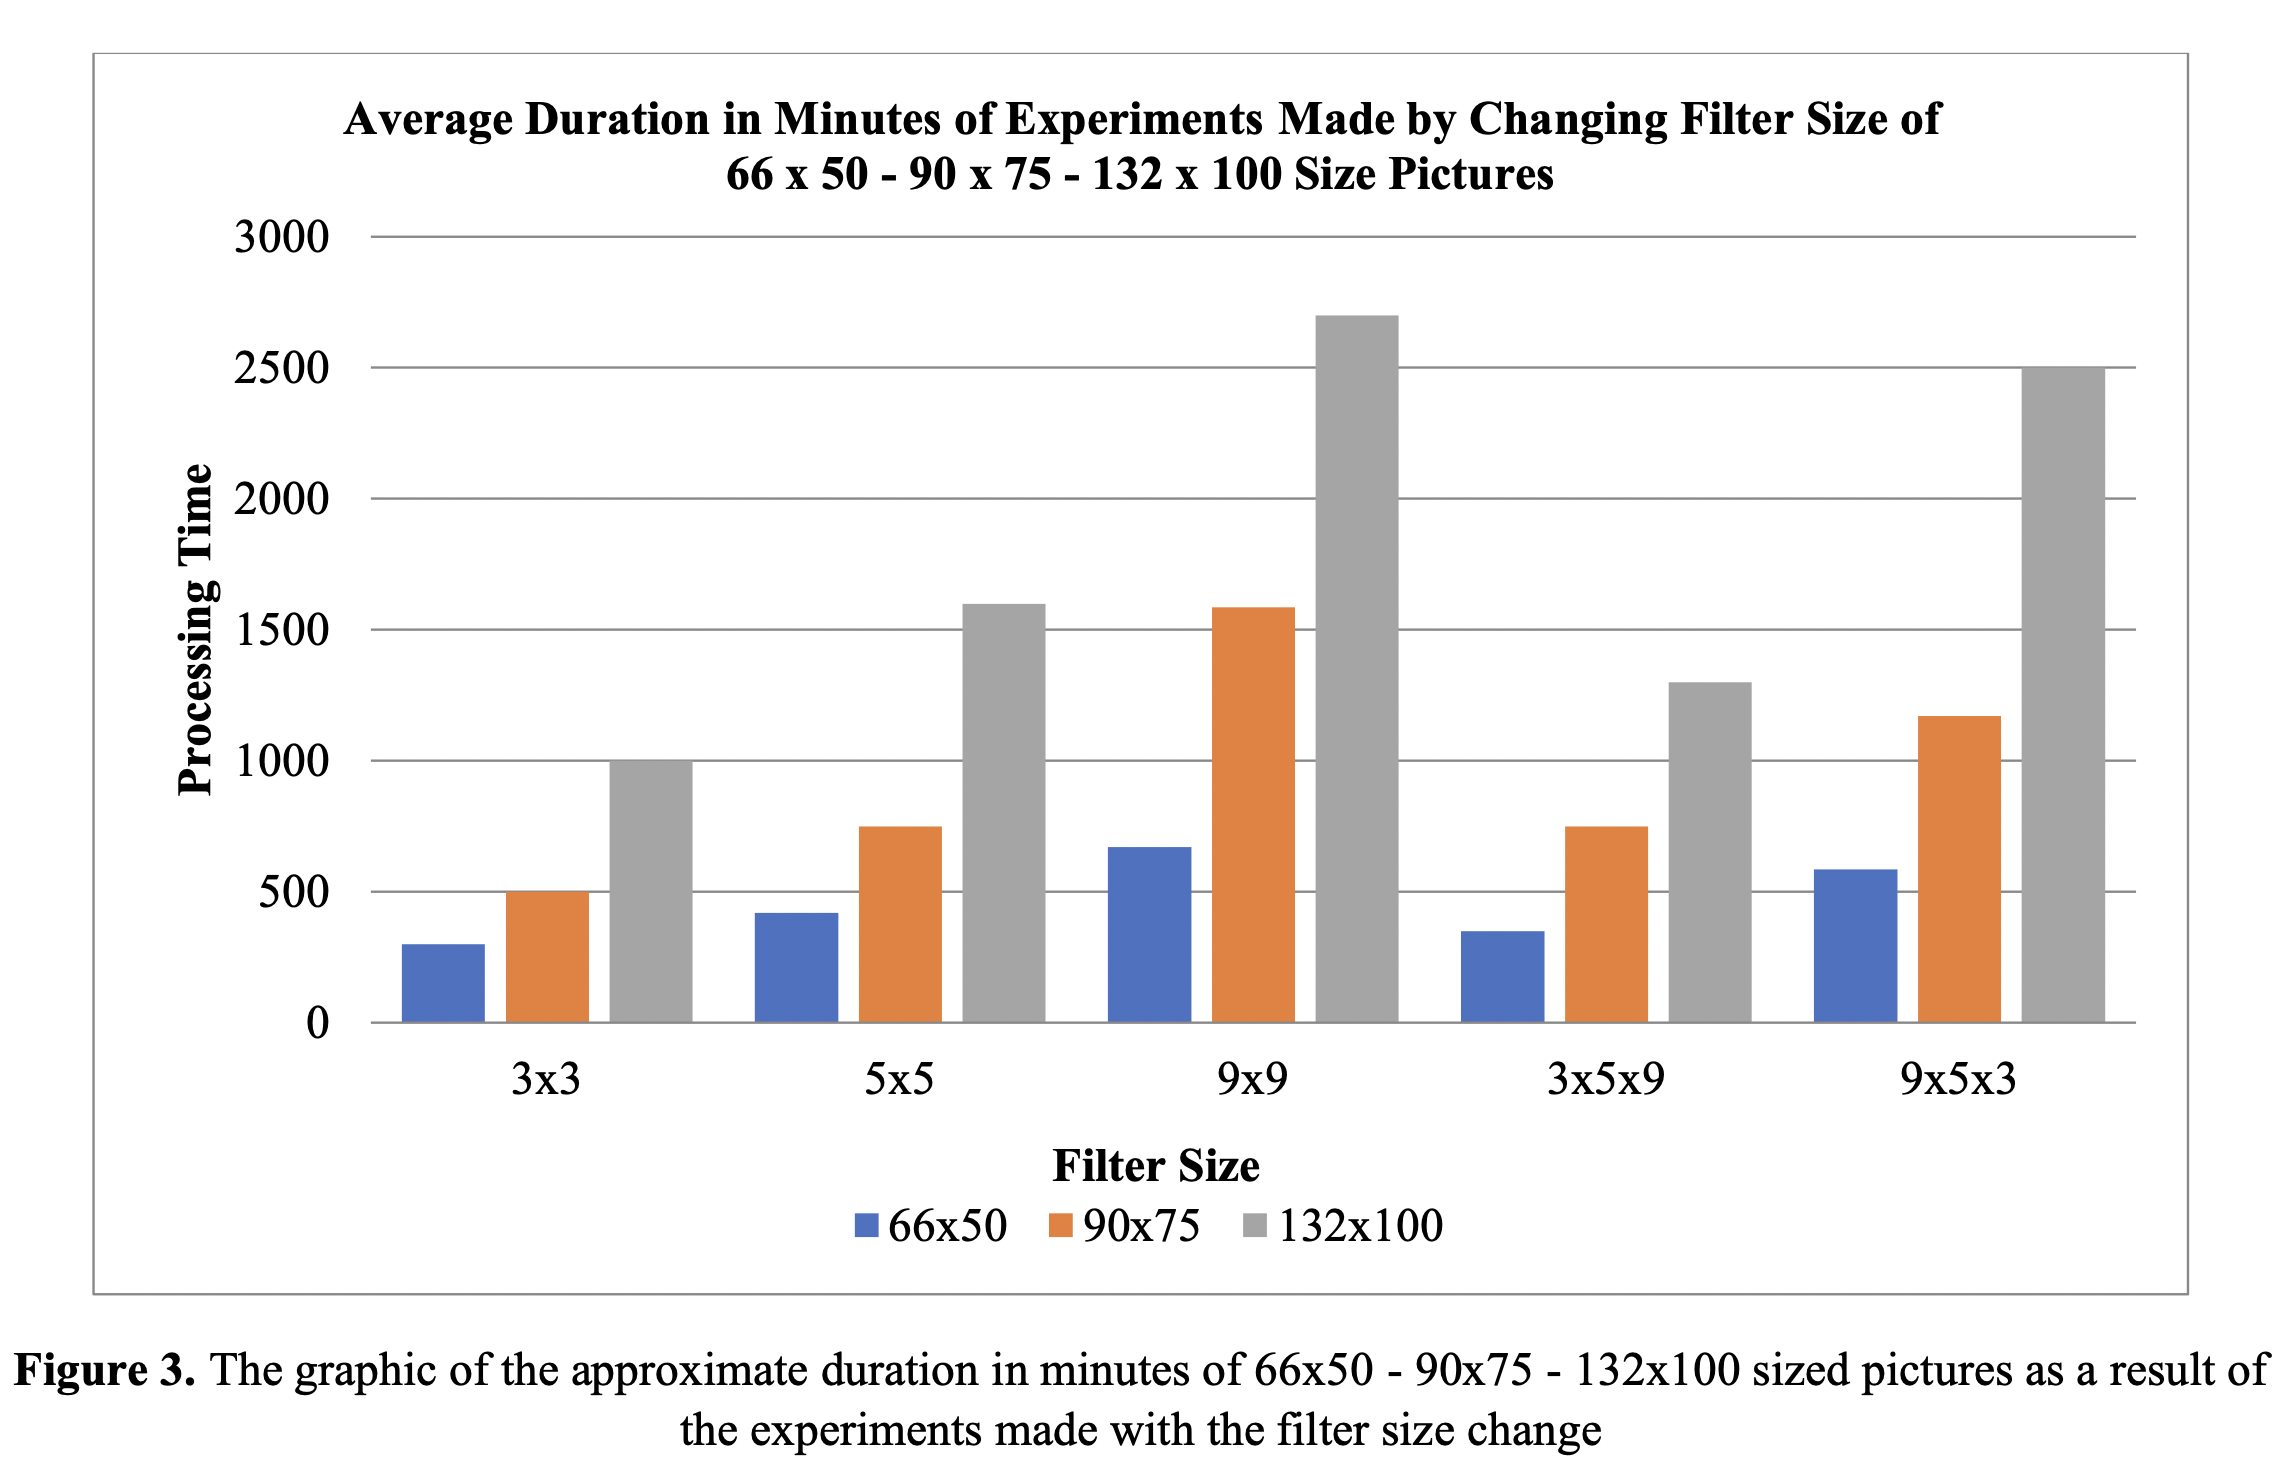 Average Duration in Minutes of Experiments Made by Changing Filter Size of
66 x 50 - 90 x 75 - 132 x 100 Size Pictures
Processing Time
3000
2500
2000
1500
1000
500
0
3x3
5x5
9x9
3x5x9
9x5x3
Filter Size
66x50
90x75
132x100
Figure 3. The graphic of the approximate duration in minutes of 66x50 - 90x75 - 132x100 sized pictures as a result of
the experiments made with the filter size change